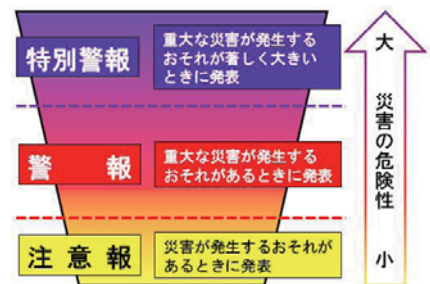 特別警報
重大な災害が発生する
おそれが著しく大きい
ときに発表
警報
重大な災害が発生する
おそれがあるときに発表
注意報
災害が発生するおそれが
あるときに発表
大
災害の危険性
小